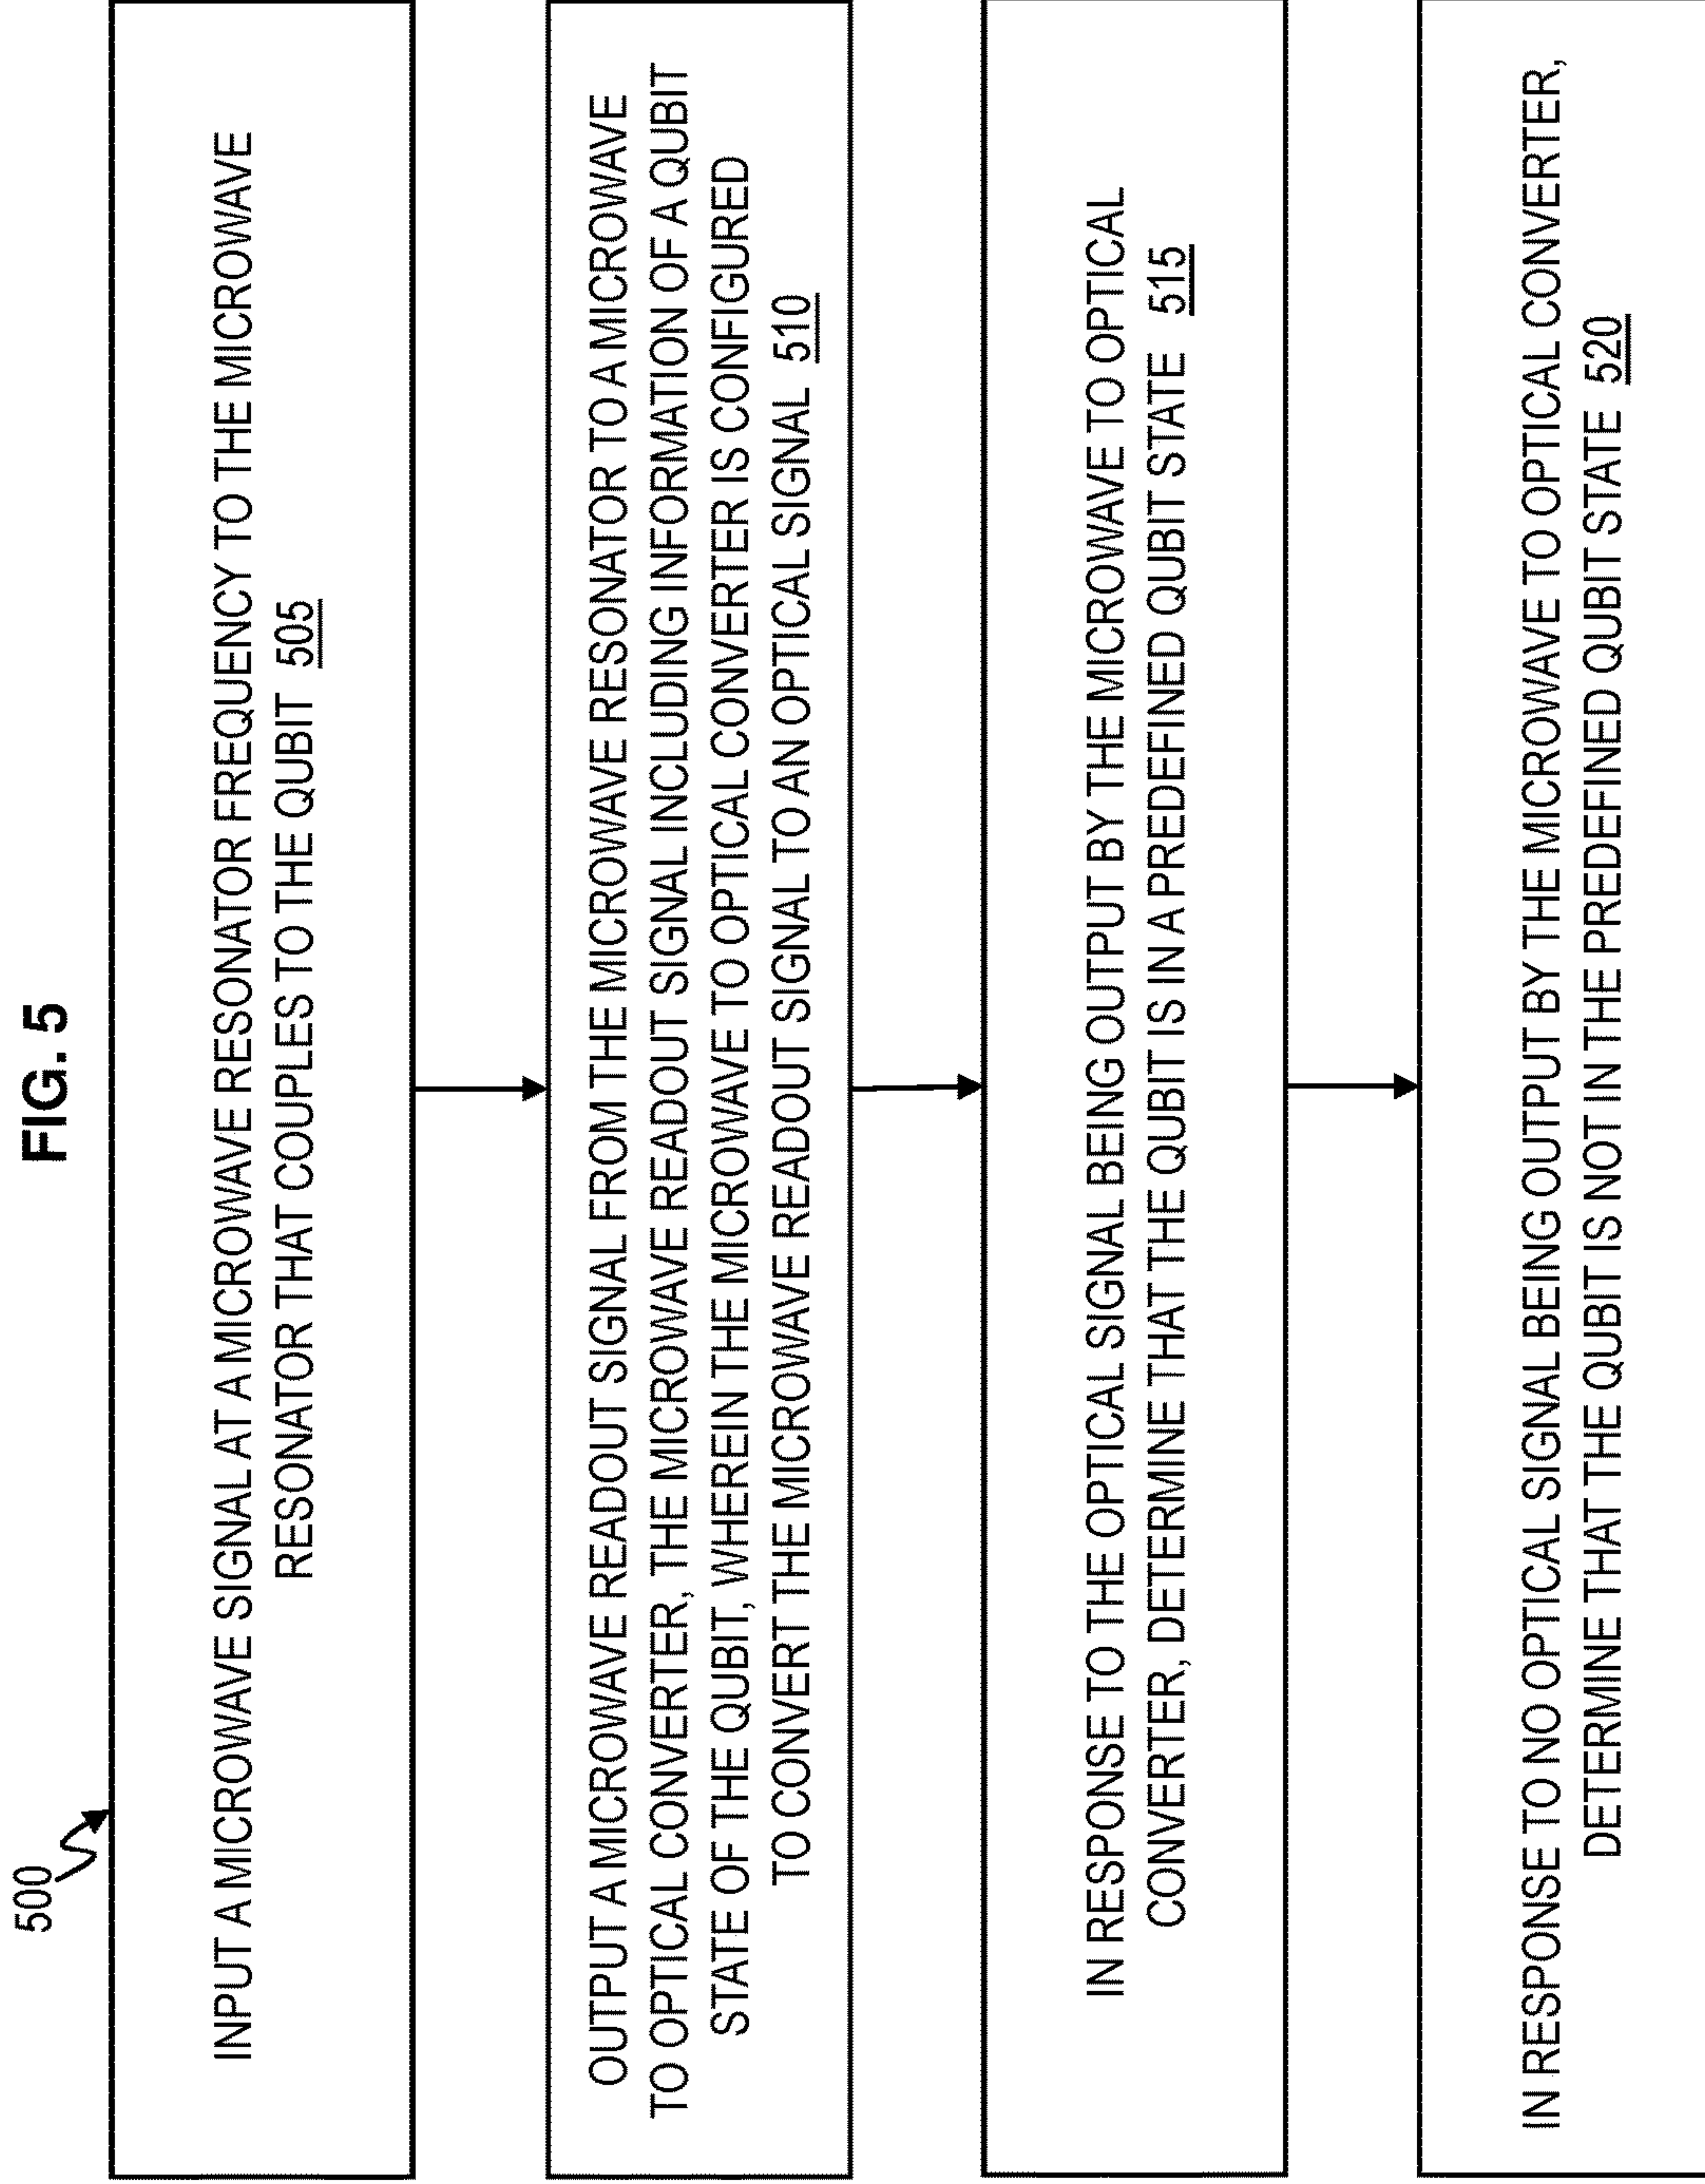 FIG. 5
500
INPUT A MICROWAVE SIGNAL AT A MICROWAVE RESONATOR FREQUENCY TO THE MICROWAVE
RESONATOR THAT COUPLES TO THE QUBIT 505
OUTPUT A MICROWAVE READOUT SIGNAL FROM THE MICROWAVE RESONATOR TO A MICROWAVE
TO OPTICAL CONVERTER, THE MICROWAVE READOUT SIGNAL INCLUDING INFORMATION OF A QUBIT
STATE OF THE QUBIT, WHEREIN THE MICROWAVE TO OPTICAL CONVERTER IS CONFIGURED
TO CONVERT THE MICROWAVE READOUT SIGNAL TO AN OPTICAL SIGNAL 510
IN RESPONSE TO THE OPTICAL SIGNAL BEING OUTPUT BY THE MICROWAVE TO OPTICAL
CONVERTER, DETERMINE THAT THE QUBIT IS IN A PREDEFINED QUBIT STATE 515
IN RESPONSE TO NO OPTICAL SIGNAL BEING OUTPUT BY THE MICROWAVE TO OPTICAL CONVERTER,
DETERMINE THAT THE QUBIT IS NOT IN THE PREDEFINED QUBIT STATE 520